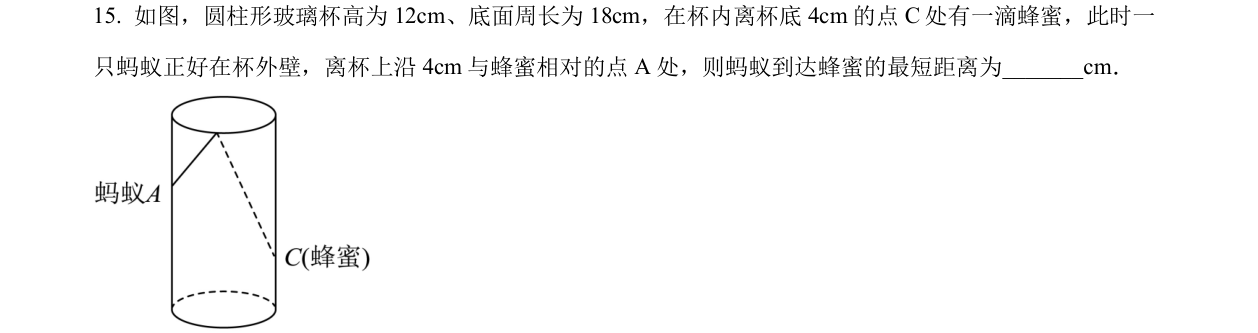 15. 如图，圆柱形玻璃杯高为 12cm、底面周长为 18cm，在杯内离杯底 4cm 的点 C 处有一滴蜂蜜，此时一
只蚂蚁正好在杯外壁，离杯上沿 4cm 与蜂蜜相对的点 A 处，则蚂蚁到达蜂蜜的最短距离为_______cm．
蚂蚁A
C(蜂蜜)